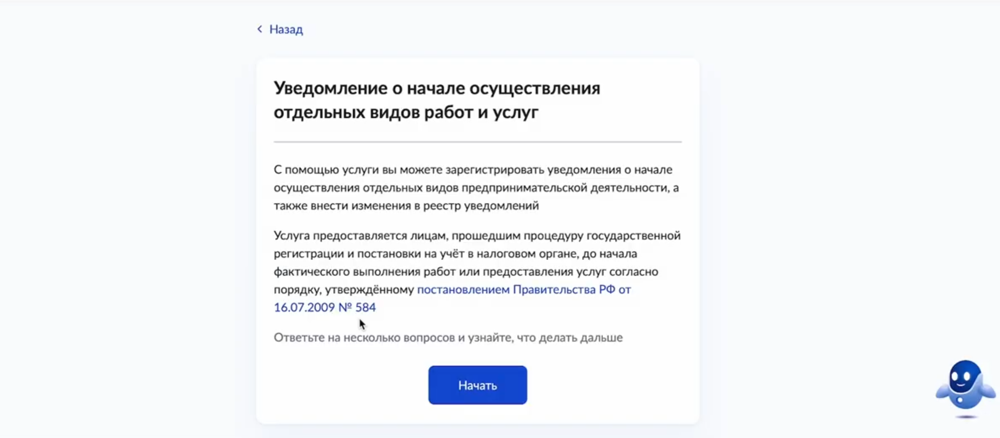 Назад
Уведомление о начале осуществления
отдельных видов работ и услуг
С помощью услуги вы можете зарегистрировать уведомления о начале
осуществления отдельных видов предпринимательской деятельности, а
также внести изменения в реестр уведомлений
Услуга предоставляется лицам, прошедшим процедуру государственной
регистрации и постановки на учёт в налоговом органе, до начала
фактического выполнения работ или предоставления услуг согласно
порядку, утверждённому постановлением Правительства РФ от
16.07.2009 № 584
Ответьте на несколько вопросов и узнайте, что делать дальше
Начать